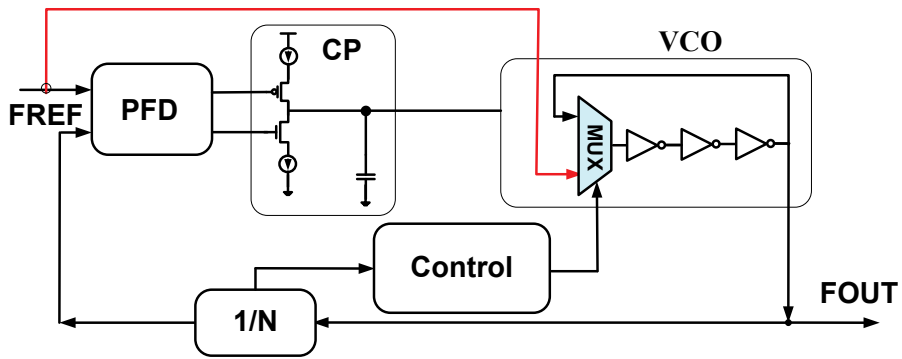 CP
VCO
FREF
PFD
MUX
Control
FOUT
1/N